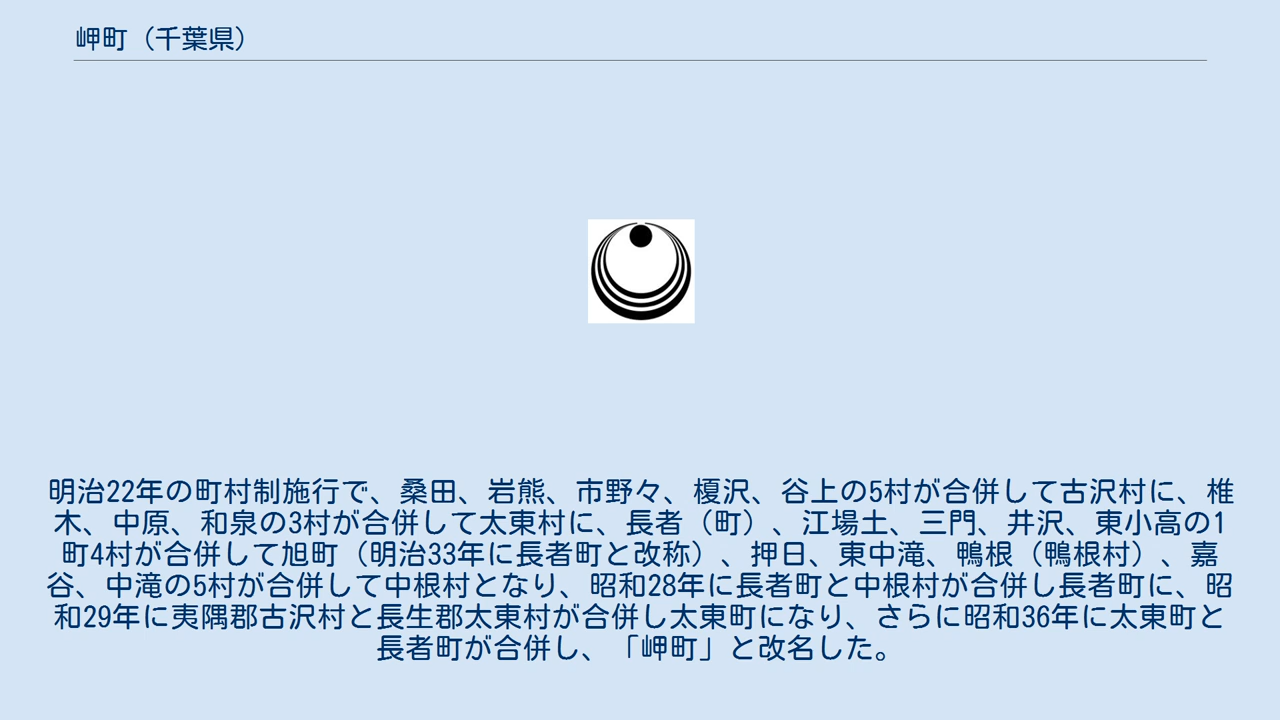 岬町（千葉県）
明治22年の町村制施行で、桑田、岩熊、市野々、榎沢、谷上の5村が合併して古沢村に、椎
木、中原、和泉の3村が合併して太東村に、長者（町）、江場土、三門、井沢、東小高の1
町4村が合併して旭町（明治33年に長者町と改称）、押日、東中滝、鴨根（鴨根村）、嘉
谷、中滝の5村が合併して中根村となり、昭和28年に長者町と中根村が合併し長者町に、昭
和29年に夷隅郡古沢村と長生郡太東村が合併し太東町になり、さらに昭和36年に太東町と
長者町が合併し、「岬町」と改名した。